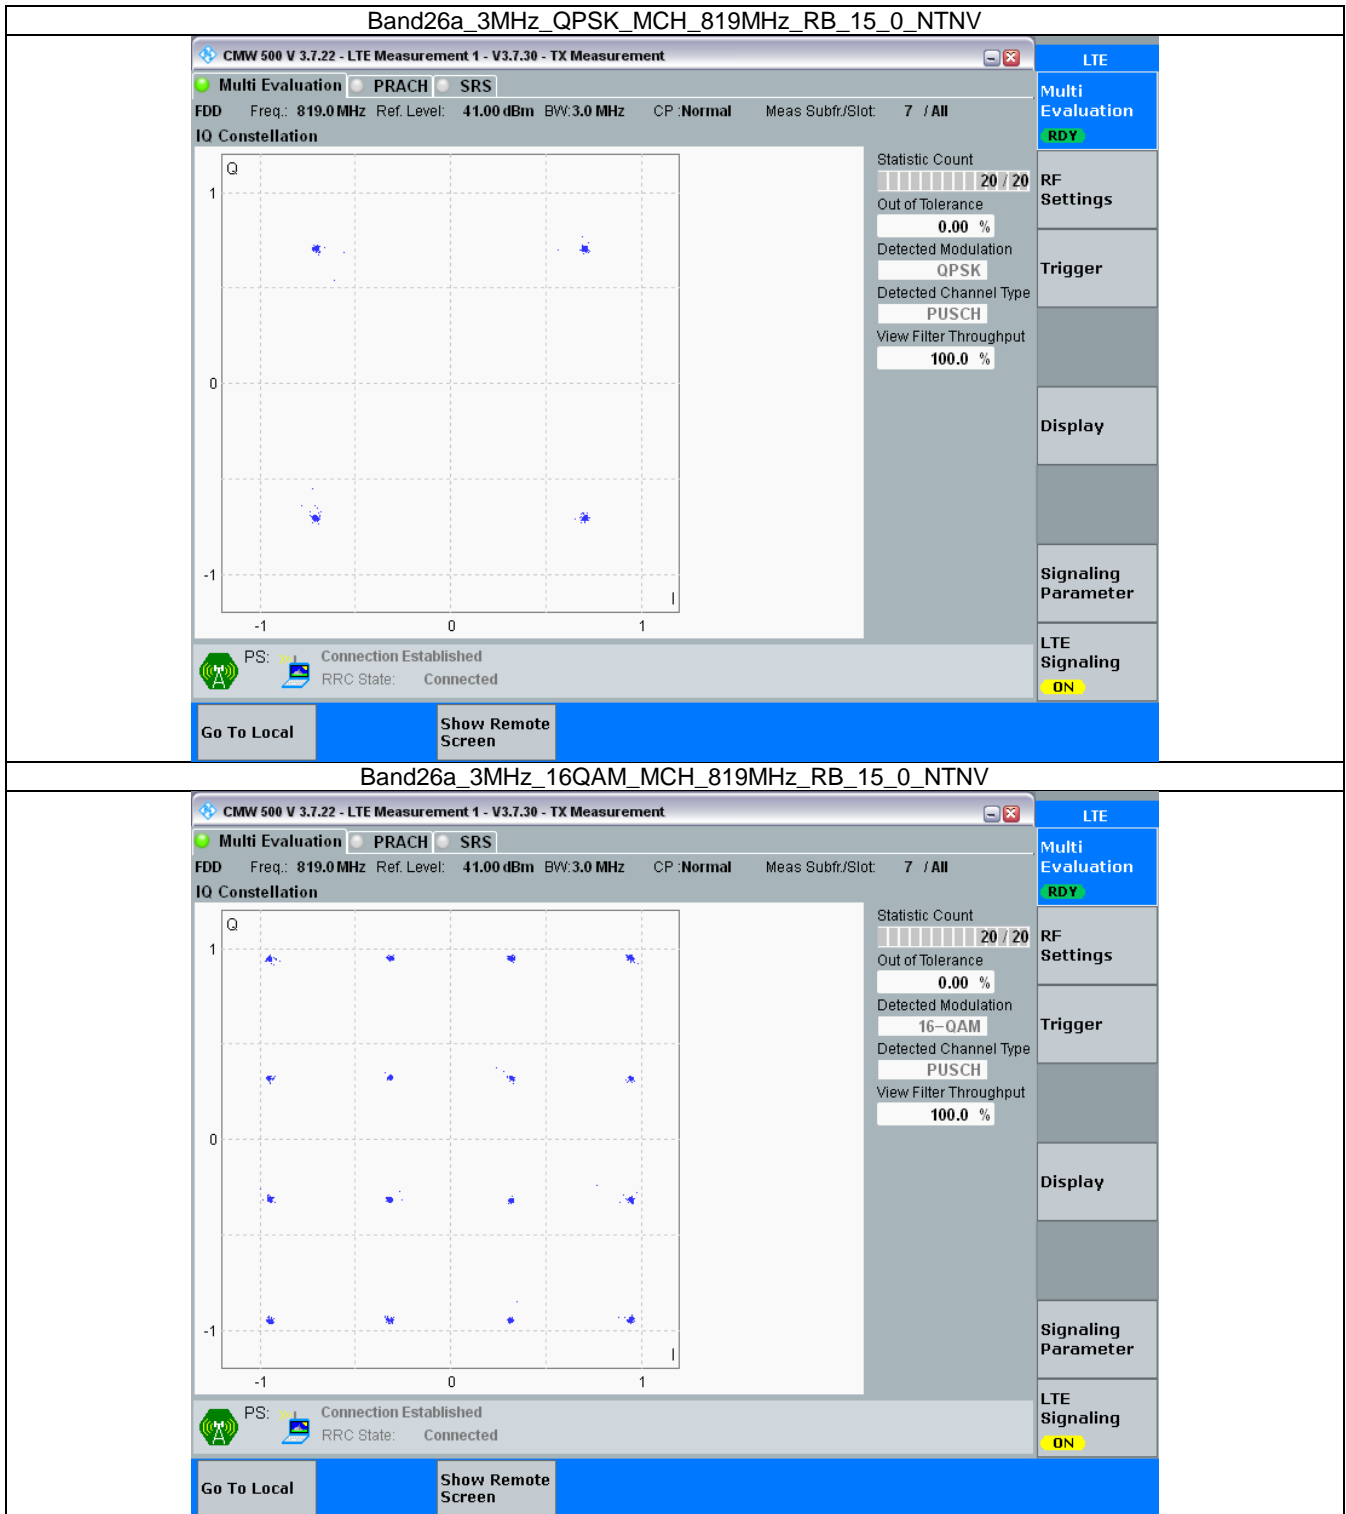 Band26a_3MHz_QPSK_MCH_819MHz_RB_15_0_NTNV
CMW 500 V 3.7.22 - LTE Measurement 1 - V3.7.30 - TX Measurement
LTE
Multi Evaluation PRACH SRS
Multi
Evaluation
RDY
FDD Freq.: 819.0 MHz Ref. Level: 41.00 dBm BW: 3.0 MHz CP : Normal Meas Subfr./Slot: 7 / All
IQ Constellation
Q
1
0
-1
I
-1 0 1
Statistic Count
20 / 20
Out of Tolerance
0.00 %
Detected Modulation
QPSK
Detected Channel Type
PUSCH
View Filter Throughput
100.0 %
RF
Settings
Trigger
Display
Signaling
Parameter
LTE
Signaling
ON
PS: Connection Established
RRC State: Connected
Go To Local
Show Remote
Screen
Band26a_3MHz_16QAM_MCH_819MHz_RB_15_0_NTNV
CMW 500 V 3.7.22 - LTE Measurement 1 - V3.7.30 - TX Measurement
LTE
Multi Evaluation PRACH SRS
Multi
Evaluation
RDY
FDD Freq.: 819.0 MHz Ref. Level: 41.00 dBm BW: 3.0 MHz CP : Normal Meas Subfr./Slot: 7 / All
IQ Constellation
Q
1
0
-1
I
-1 0 1
Statistic Count
20 / 20
Out of Tolerance
0.00 %
Detected Modulation
16-QAM
Detected Channel Type
PUSCH
View Filter Throughput
100.0 %
RF
Settings
Trigger
Display
Signaling
Parameter
LTE
Signaling
ON
PS: Connection Established
RRC State: Connected
Go To Local
Show Remote
Screen